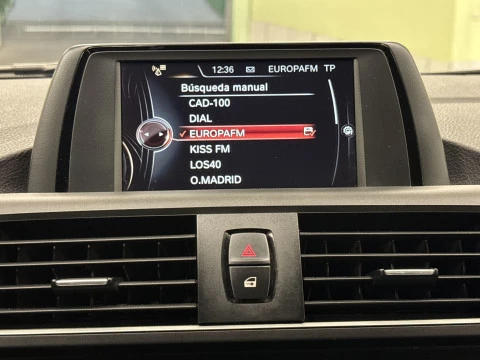 12:36 EUROPAFM TP
Búsqueda manual
CAD-100
DIAL
EUROPAFM
KISS FM
LOS40
O.MADRID